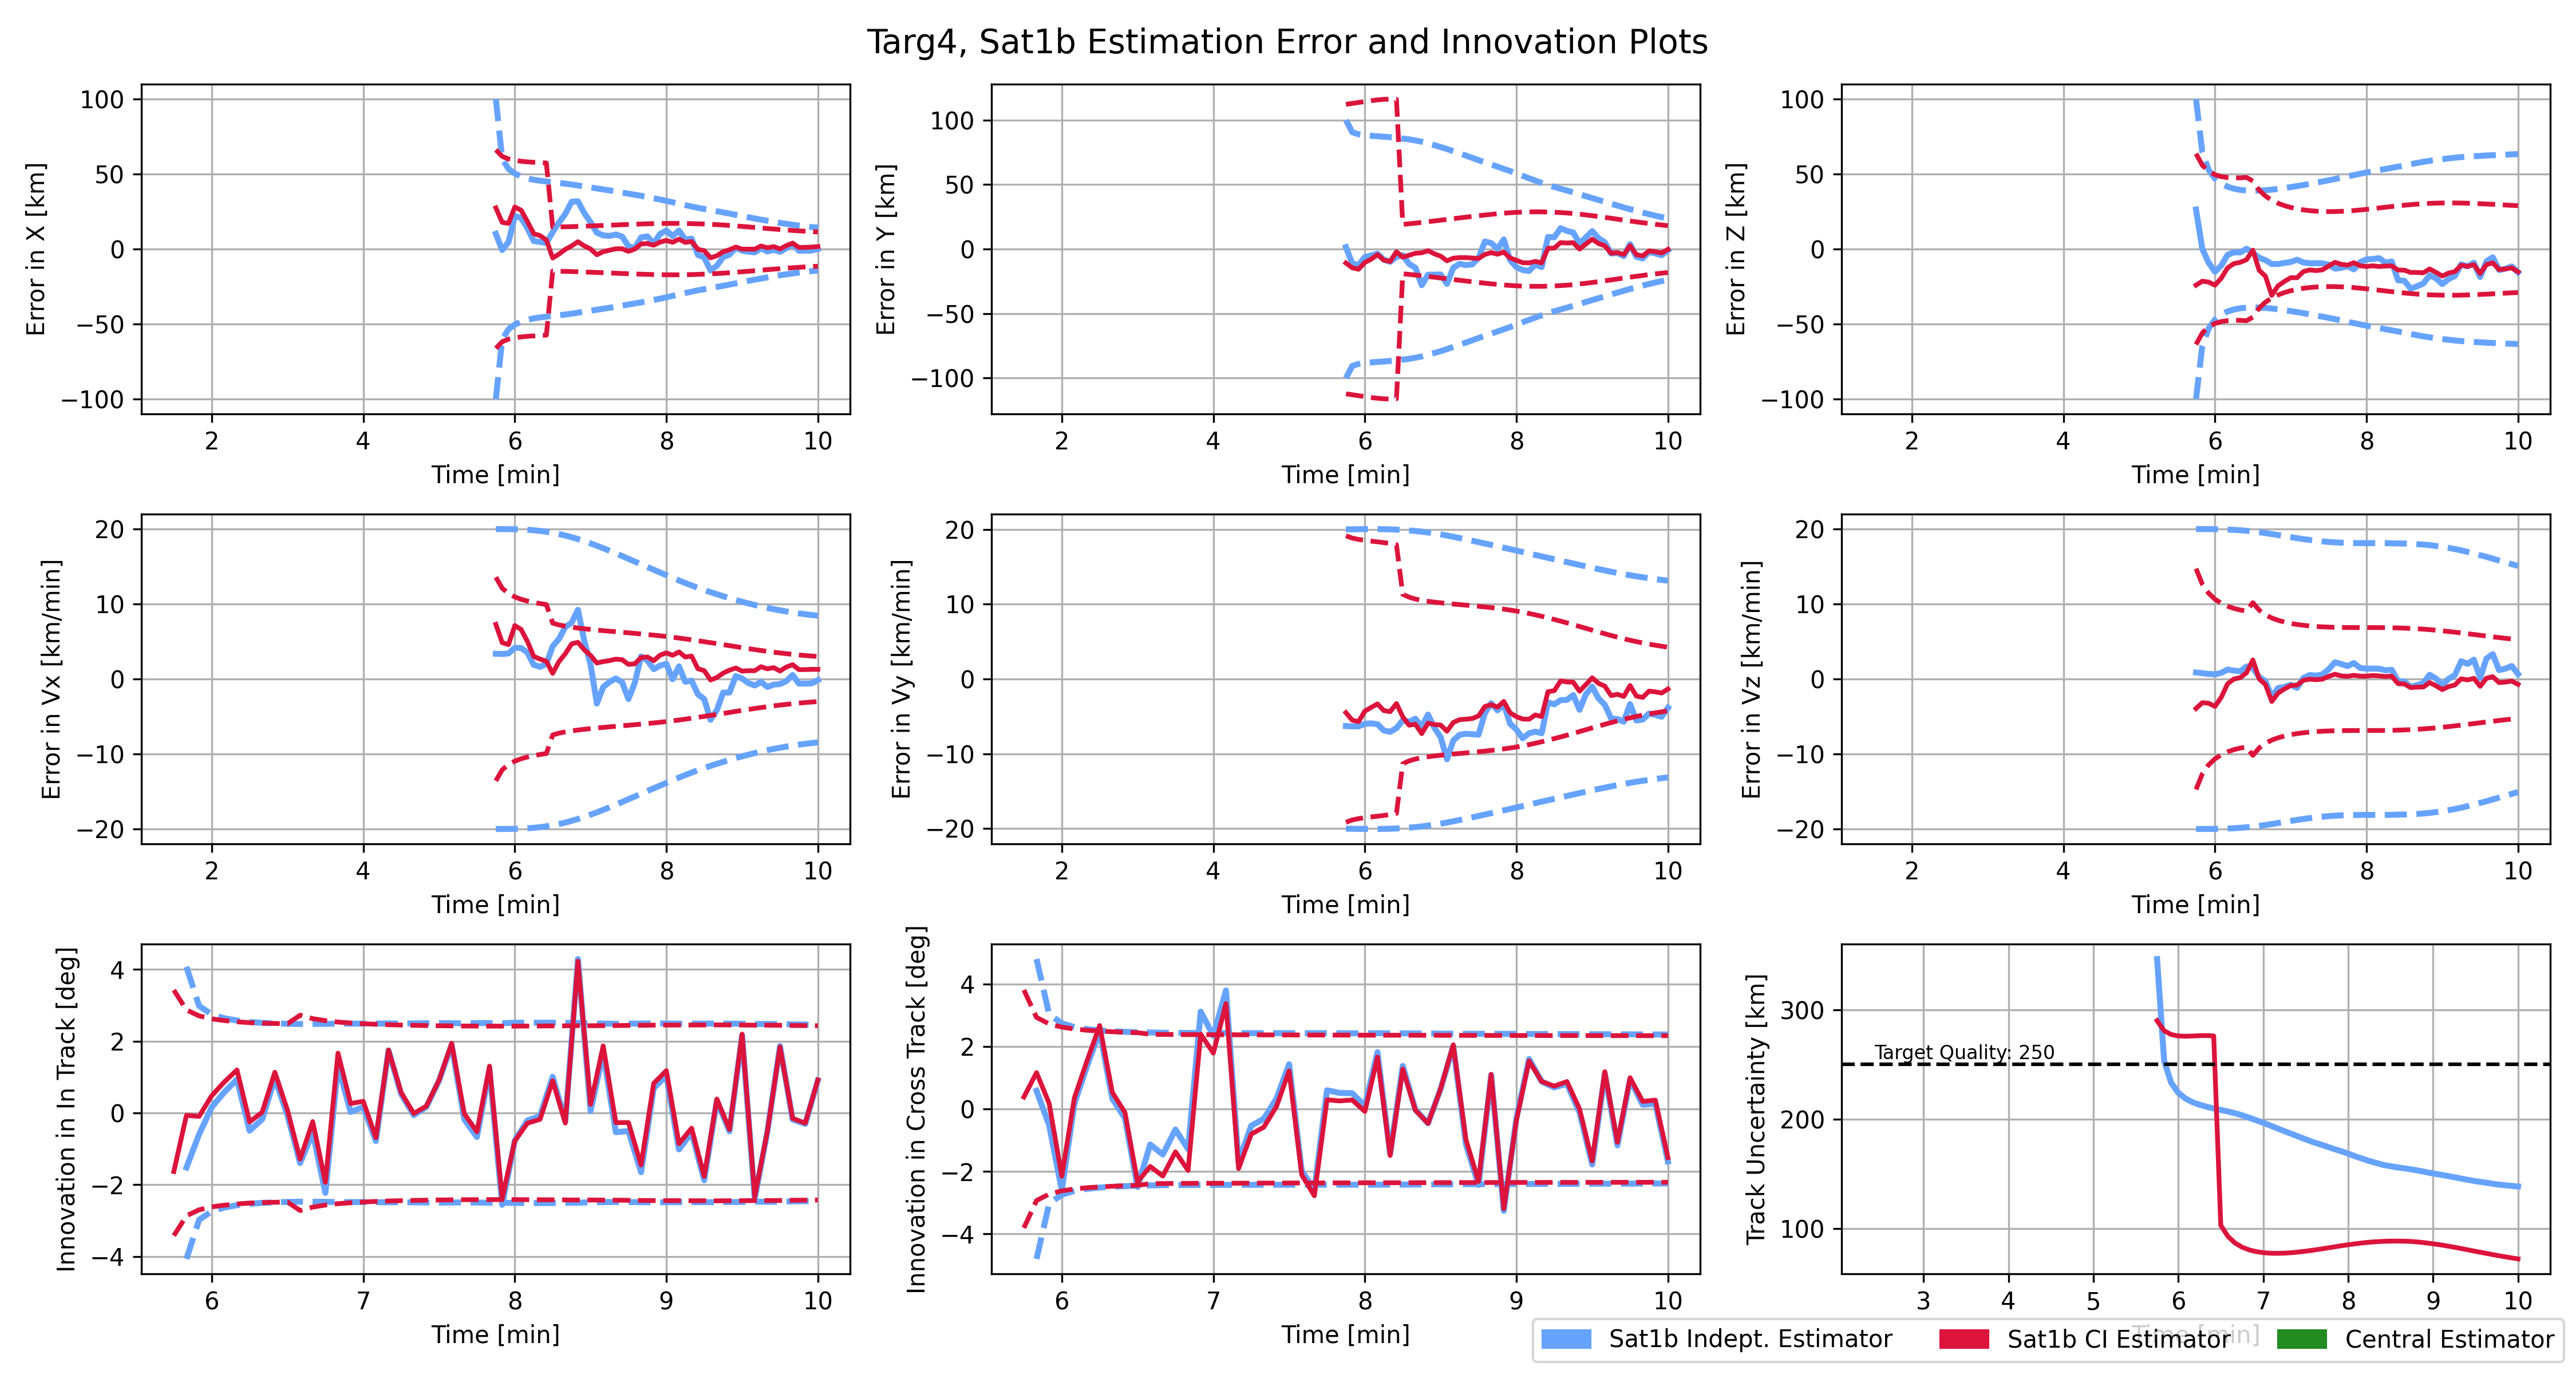 Targ4, Sat1b Estimation Error and Innovation Plots
Error in X [km]
100
50
0
−50
−100
2 4 6 8 10
Time [min]
Error in Y [km]
100
50
0
−50
−100
2 4 6 8 10
Time [min]
Error in Z [km]
100
50
0
−50
−100
2 4 6 8 10
Time [min]
Error in Vx [km/min]
20
10
0
−10
−20
2 4 6 8 10
Time [min]
Error in Vy [km/min]
20
10
0
−10
−20
2 4 6 8 10
Time [min]
Error in Vz [km/min]
20
10
0
−10
−20
2 4 6 8 10
Time [min]
Innovation in In Track [deg]
4
2
0
−2
−4
6 7 8 9 10
Time [min]
Innovation in Cross Track [deg]
4
2
0
−2
−4
6 7 8 9 10
Time [min]
Track Uncertainty [km]
300
200
100
Target Quality: 250
3 4 5 6 7 8 9 10
Time [min]
Sat1b Indept. Estimator
Sat1b CI Estimator
Central Estimator